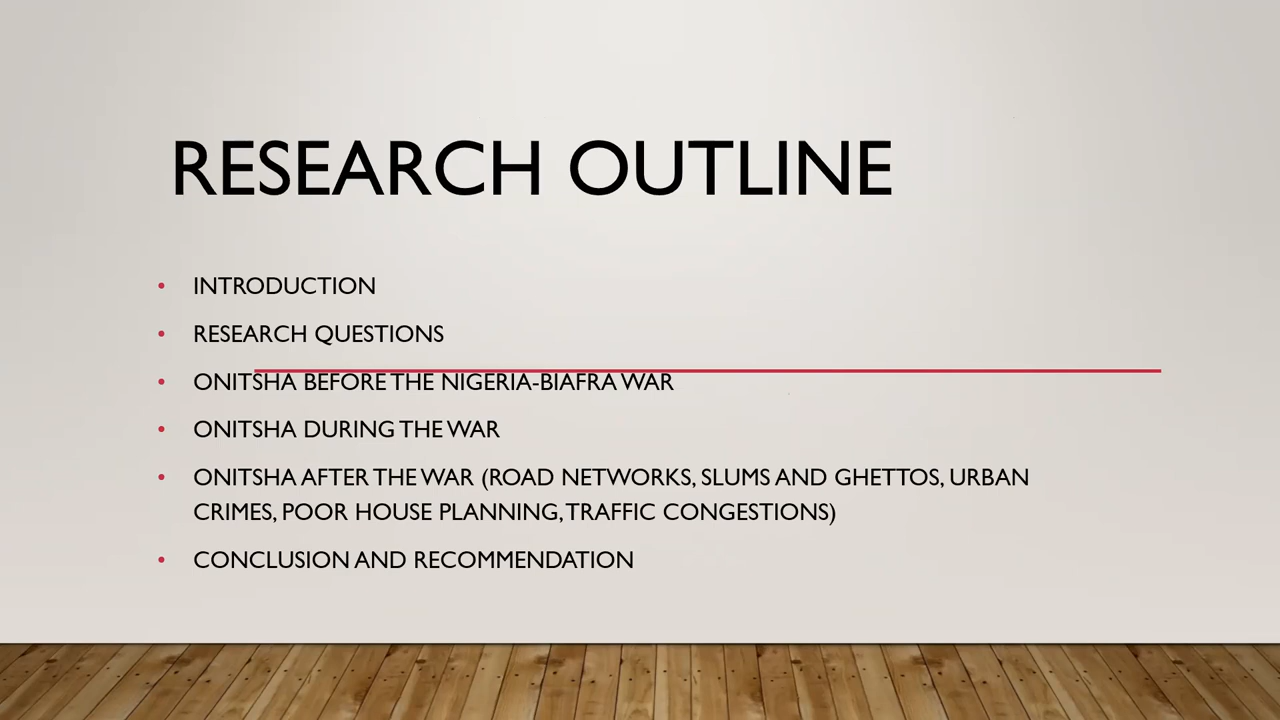 RESEARCH OUTLINE
• INTRODUCTION
• RESEARCH QUESTIONS
• ONITSHA BEFORE THE NIGERIA-BIAFRA WAR
• ONITSHA DURING THE WAR
• ONITSHA AFTER THE WAR (ROAD NETWORKS, SLUMS AND GHETTOS, URBAN
CRIMES, POOR HOUSE PLANNING, TRAFFIC CONGESTIONS)
• CONCLUSION AND RECOMMENDATION